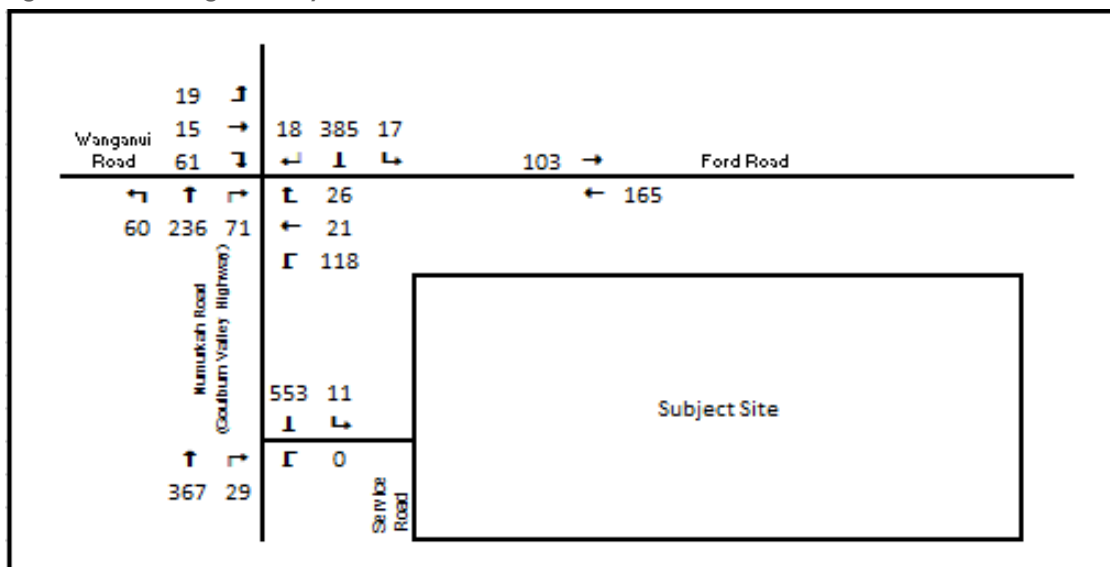 19
Wanganui 15 18 385 17
Road 61 103 Ford Road
26 165
60 236 71 21
118
Numurkah Road
(Goulburn Valley Highway)
553 11
Subject Site
0
367 29
Service
Road